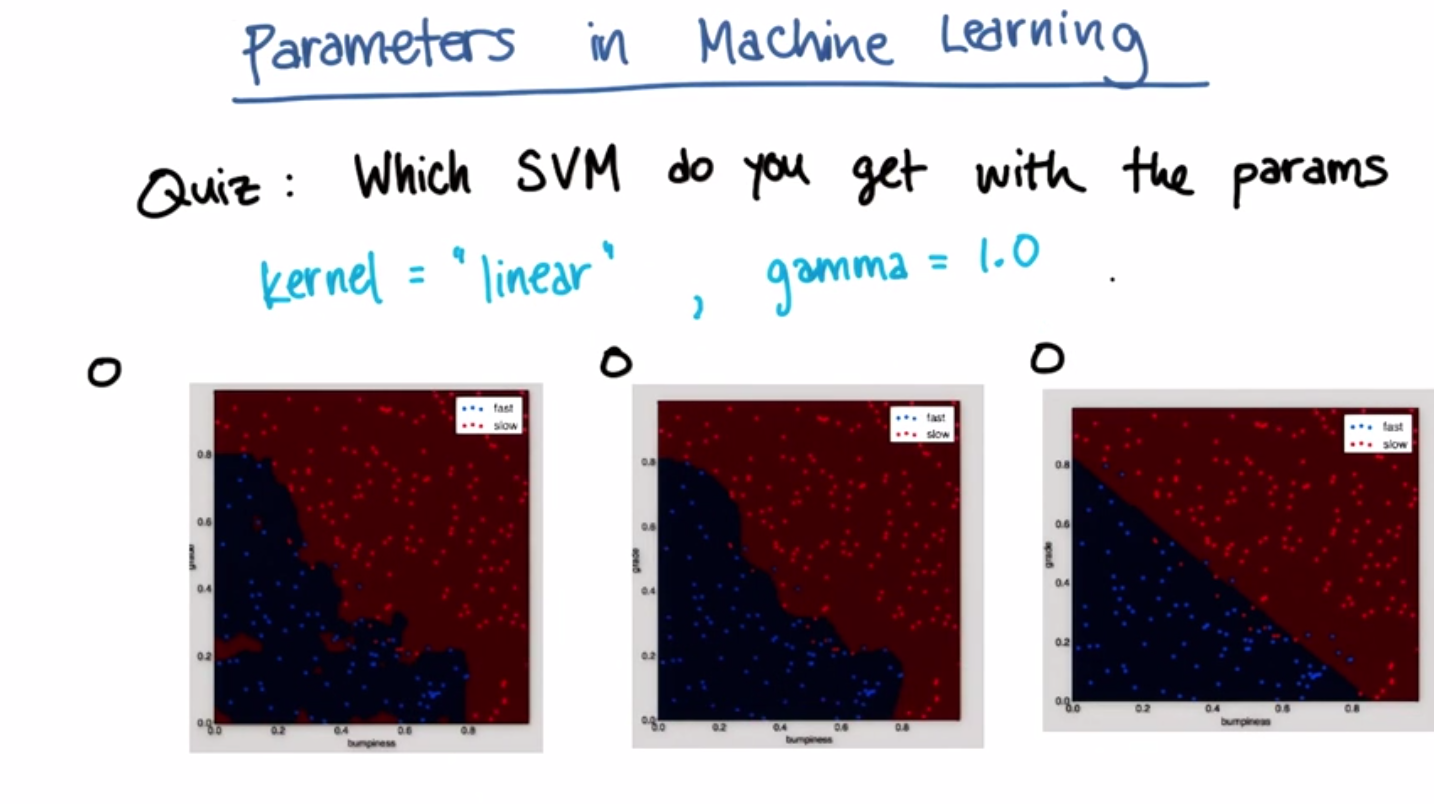 Parameters in Machine Learning
Quiz: Which SVM do you get with the params
kernel = "linear" , gamma = 1.0 .
fast
slow
0.8
0.6
0.4
0.2
0.0
grade
0.0 0.2 0.4 0.6 0.8
bumpiness
fast
slow
0.8
0.6
0.4
0.2
0.0
grade
0.0 0.2 0.4 0.6 0.8
bumpiness
fast
slow
0.8
0.6
0.4
0.2
0.0
grade
0.0 0.2 0.4 0.6 0.8
bumpiness